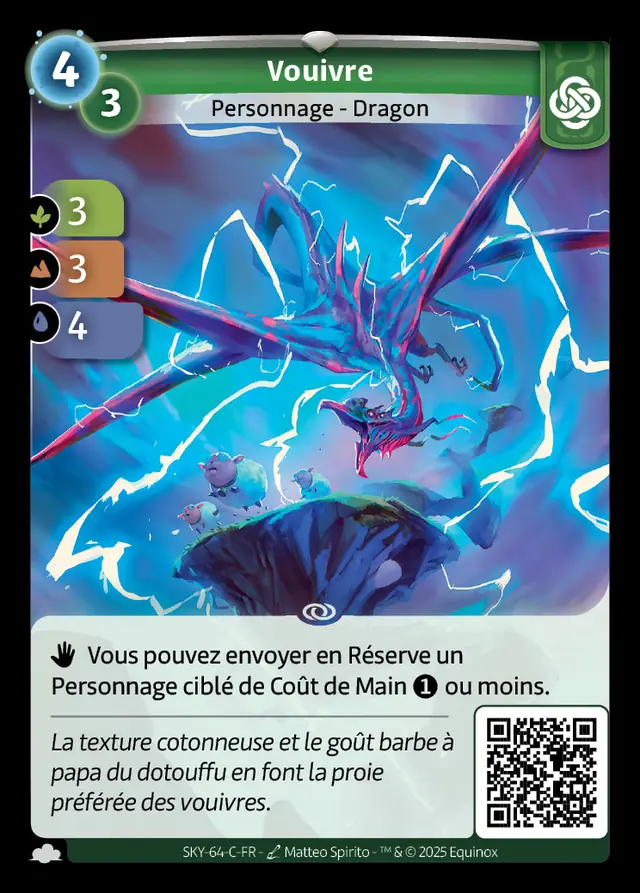 4
Vouivre
3
Personnage - Dragon
3
3
4
Vous pouvez envoyer en Réserve un
Personnage ciblé de Coût de Main 1 ou moins.
La texture cotonneuse et le goût barbe à
papa du dotouffu en font la proie
préférée des vouivres.
SKY-64-C-FR - Matteo Spirito - ™ & © 2025 Equinox